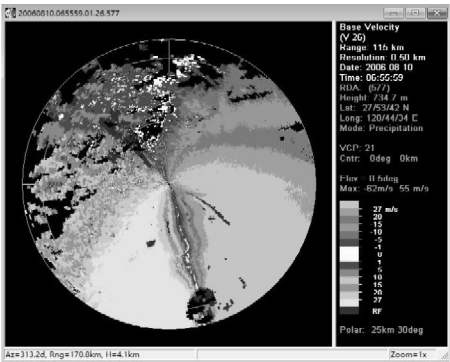 20060810.065559.01.26.577
Base Velocity
(V 26)
Range: 115 km
Resolution: 0.50 km
Date: 2006 08 10
Time: 06:55:59
RDA: (577)
Height: 734.7 m
Lat: 27/53/42 N
Long: 120/44/34 E
Mode: Precipitation
VCP: 21
Cntr: 0deg 0km
Elev = 0.5deg
Max: -62m/s 55 m/s
27 m/s
20
-15
-10
-5
-1
0
1
5
10
15
20
27
RF
Polar: 25km 30deg
Az=313.2d, Rng=170.8km, H=4.1km
Zoom=1x